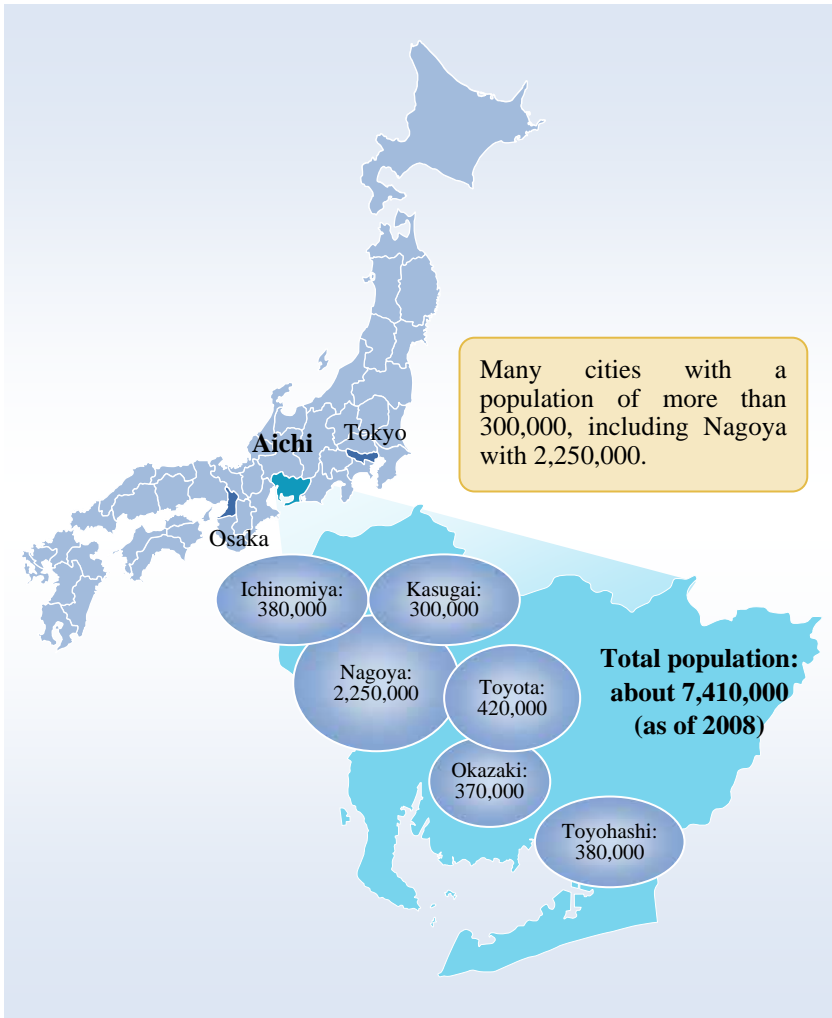 Many cities with a
population of more than
300,000, including Nagoya
with 2,250,000.
Tokyo
Aichi
Osaka
Ichinomiya:
380,000
Kasugai:
300,000
Nagoya:
2,250,000
Toyota:
420,000
Total population:
about 7,410,000
(as of 2008)
Okazaki:
370,000
Toyohashi:
380,000